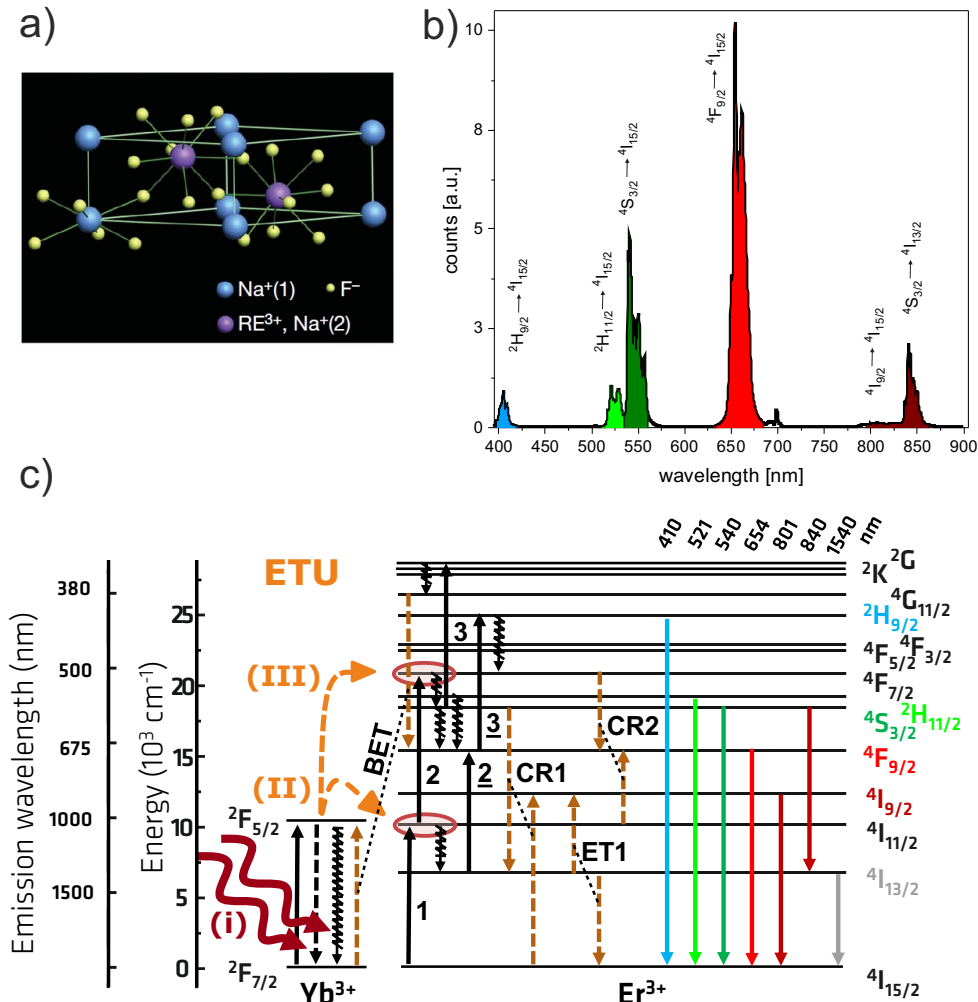 a)
Na⁺(1)
F⁻
RE³⁺, Na⁺(2)
b)
counts [a.u.]
10
8
5
3
0
²H₉/₂→⁴I₁₅/₂
²H₁₁/₂→⁴I₁₅/₂
⁴S₃/₂→⁴I₁₅/₂
⁴F₉/₂→⁴I₁₅/₂
⁴I₉/₂→⁴I₁₅/₂
⁴S₃/₂→⁴I₁₃/₂
400 450 500 550 600 650 700 750 800 850 900
wavelength [nm]
c)
Emission wavelength (nm)
380
500
675
1000
1500
Energy (10³ cm⁻¹)
25
20
15
10
5
0
ETU
(III)
(II)
(i)
BET
²F₅/₂
²F₇/₂
Yb³⁺
1
2
3
2
3
CR1
ET1
CR2
Er³⁺
410 521 540 654 801 840 1540 nm
²K ²G
⁴G₁₁/₂
²H₉/₂
⁴F₅/₂ ⁴F₃/₂
⁴F₇/₂
⁴S₃/₂ ²H₁₁/₂
⁴F₉/₂
⁴I₉/₂
⁴I₁₁/₂
⁴I₁₃/₂
⁴I₁₅/₂